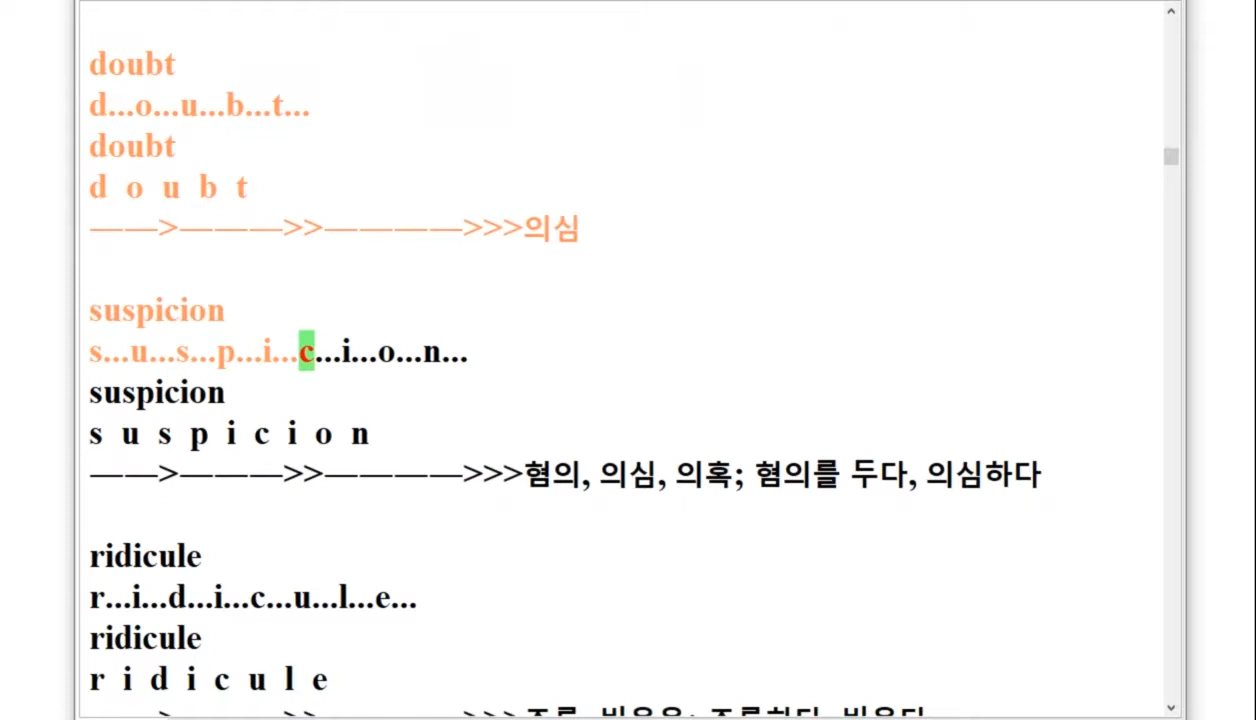 doubt
d...o...u...b...t...
doubt
d o u b t
——>———>>————>>>의심
suspicion
s...u...s...p...i...c...i...o...n...
suspicion
s u s p i c i o n
——>———>>————>>>혐의, 의심, 의혹; 혐의를 두다, 의심하다
ridicule
r...i...d...i...c...u...l...e...
ridicule
r i d i c u l e